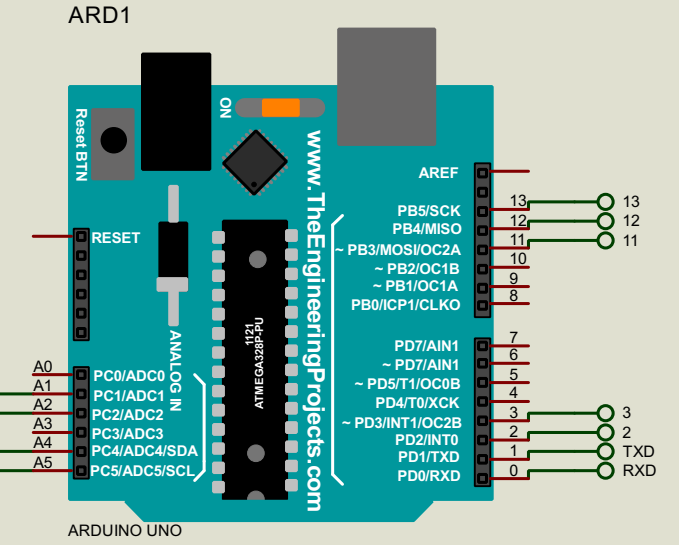 ARD1
Reset BTN
ON
www.TheEngineeringProjects.com
AREF
RESET
PB5/SCK 13 13
PB4/MISO 12 12
~ PB3/MOSI/OC2A 11 11
~ PB2/OC1B 10
~ PB1/OC1A 9
PB0/ICP1/CLKO 8
1121
ATMEGA328P-PU
ANALOG IN
PD7/AIN1 7
~ PD7/AIN1 6
~ PD5/T1/OC0B 5
PD4/T0/XCK 4
~ PD3/INT1/OC2B 3 3
PD2/INT0 2 2
PD1/TXD 1 TXD
PD0/RXD 0 RXD
A0 PC0/ADC0
A1 PC1/ADC1
A2 PC2/ADC2
A3 PC3/ADC3
A4 PC4/ADC4/SDA
A5 PC5/ADC5/SCL
ARDUINO UNO